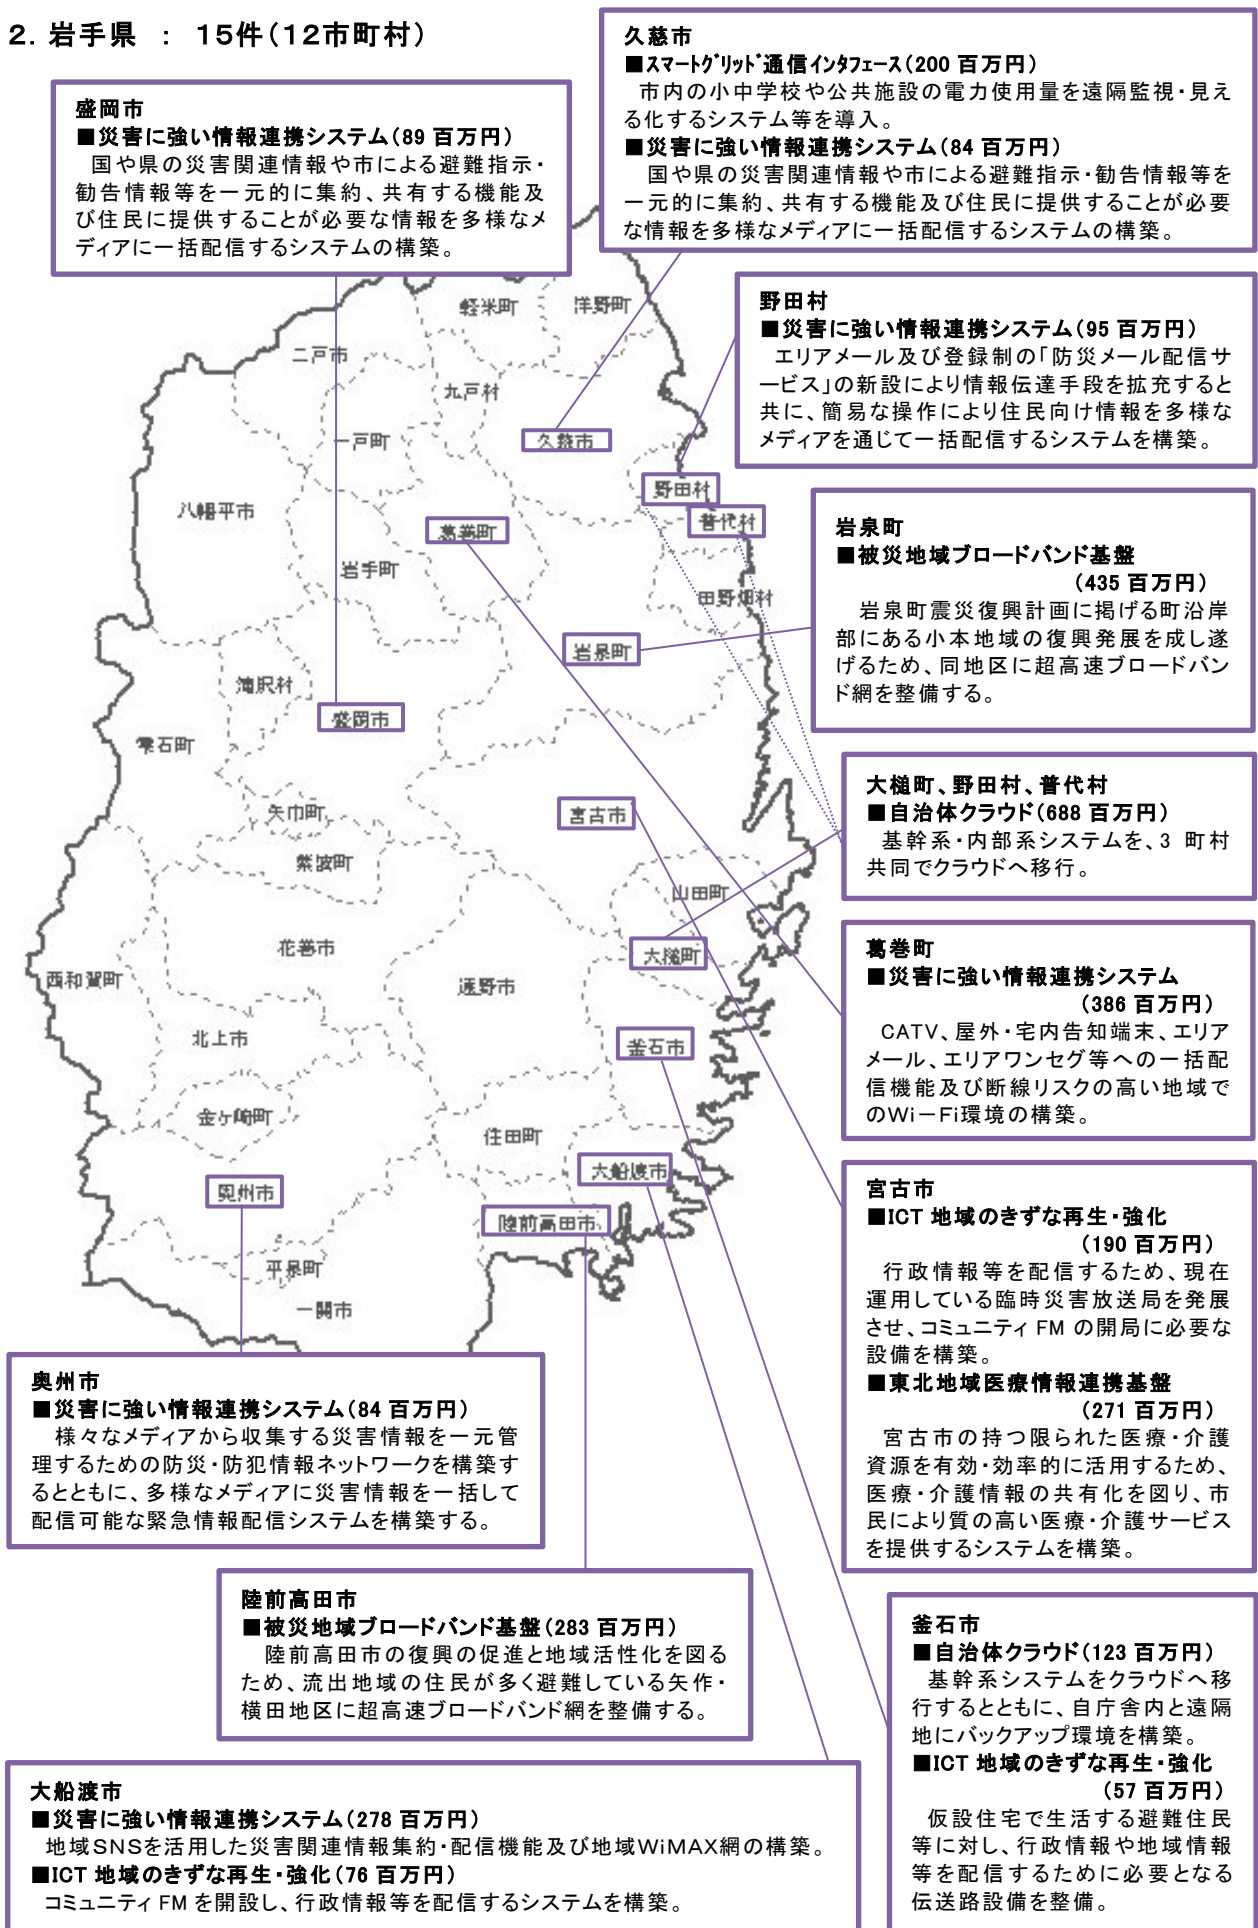 2．岩手県　：　15件（12市町村）
久慈市
■スマートグリッド通信インタフェース（200 百万円）
市内の小中学校や公共施設の電力使用量を遠隔監視・見え
る化するシステム等を導入。
■災害に強い情報連携システム（84 百万円）
国や県の災害関連情報や市による避難指示・勧告情報等を
一元的に集約、共有する機能及び住民に提供することが必要
な情報を多様なメディアに一括配信するシステムの構築。
盛岡市
■災害に強い情報連携システム（89 百万円）
国や県の災害関連情報や市による避難指示・
勧告情報等を一元的に集約、共有する機能及
び住民に提供することが必要な情報を多様なメ
ディアに一括配信するシステムの構築。
野田村
■災害に強い情報連携システム（95 百万円）
エリアメール及び登録制の「防災メール配信サ
ービス」の新設により情報伝達手段を拡充すると
共に、簡易な操作により住民向け情報を多様な
メディアを通じて一括配信するシステムを構築。
軽米町
洋野町
二戸市
九戸村
一戸町
久慈市
八幡平市
野田村
葛巻町
普代村
岩手町
田野畑村
岩泉町
滝沢村
盛岡市
雫石町
矢巾町
宮古市
紫波町
山田町
花巻市
大槌町
西和賀町
遠野市
北上市
釜石市
金ケ崎町
住田町
大船渡市
奥州市
陸前高田市
平泉町
一関市
岩泉町
■被災地域ブロードバンド基盤
（435 百万円）
岩泉町震災復興計画に掲げる町沿岸
部にある小本地域の復興発展を成し遂
げるため、同地区に超高速ブロードバン
ド網を整備する。
大槌町、野田村、普代村
■自治体クラウド（688 百万円）
基幹系・内部系システムを、3 町村
共同でクラウドへ移行。
葛巻町
■災害に強い情報連携システム
（386 百万円）
CATV、屋外・宅内告知端末、エリア
メール、エリアワンセグ等への一括配
信機能及び断線リスクの高い地域で
のWi－Fi環境の構築。
宮古市
■ICT 地域のきずな再生・強化
（190 百万円）
行政情報等を配信するため、現在
運用している臨時災害放送局を発展
させ、コミュニティ FM の開局に必要な
設備を構築。
■東北地域医療情報連携基盤
（271 百万円）
宮古市の持つ限られた医療・介護
資源を有効・効率的に活用するため、
医療・介護情報の共有化を図り、市
民により質の高い医療・介護サービス
を提供するシステムを構築。
奥州市
■災害に強い情報連携システム（84 百万円）
様々なメディアから収集する災害情報を一元管
理するための防災・防犯情報ネットワークを構築す
るとともに、多様なメディアに災害情報を一括して
配信可能な緊急情報配信システムを構築する。
陸前高田市
■被災地域ブロードバンド基盤（283 百万円）
陸前高田市の復興の促進と地域活性化を図る
ため、流出地域の住民が多く避難している矢作・
横田地区に超高速ブロードバンド網を整備する。
釜石市
■自治体クラウド（123 百万円）
基幹系システムをクラウドへ移
行するとともに、自庁舎内と遠隔
地にバックアップ環境を構築。
■ICT 地域のきずな再生・強化
（57 百万円）
仮設住宅で生活する避難住民
等に対し、行政情報や地域情報
等を配信するために必要となる
伝送路設備を整備。
大船渡市
■災害に強い情報連携システム（278 百万円）
地域SNSを活用した災害関連情報集約・配信機能及び地域WiMAX網の構築。
■ICT 地域のきずな再生・強化（76 百万円）
コミュニティ FM を開設し、行政情報等を配信するシステムを構築。